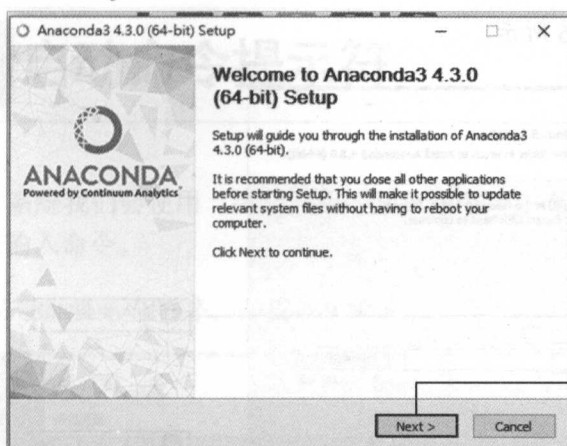 Anaconda3 4.3.0 (64-bit) Setup
Welcome to Anaconda3 4.3.0
(64-bit) Setup
Setup will guide you through the installation of Anaconda3
4.3.0 (64-bit).
It is recommended that you close all other applications
before starting Setup. This will make it possible to update
relevant system files without having to reboot your
computer.
Click Next to continue.
ANACONDA
Powered by Continuum Analytics
Next >
Cancel